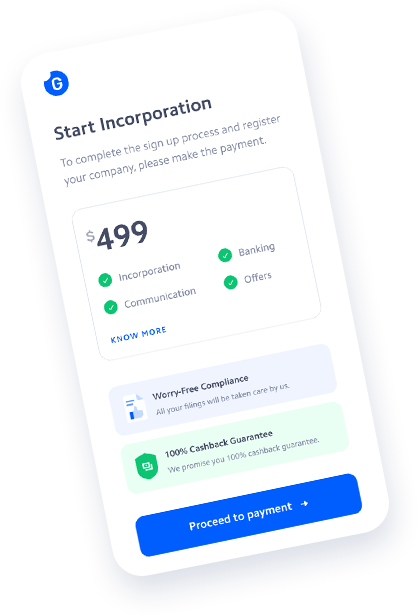 G
Start Incorporation
To complete the sign up process and register
your company, please make the payment.
$499
Incorporation
Banking
Communication
Offers
KNOW MORE
Worry-Free Compliance
All your filings will be taken care by us.
100% Cashback Guarantee
We promise you 100% cashback guarantee.
Proceed to payment →